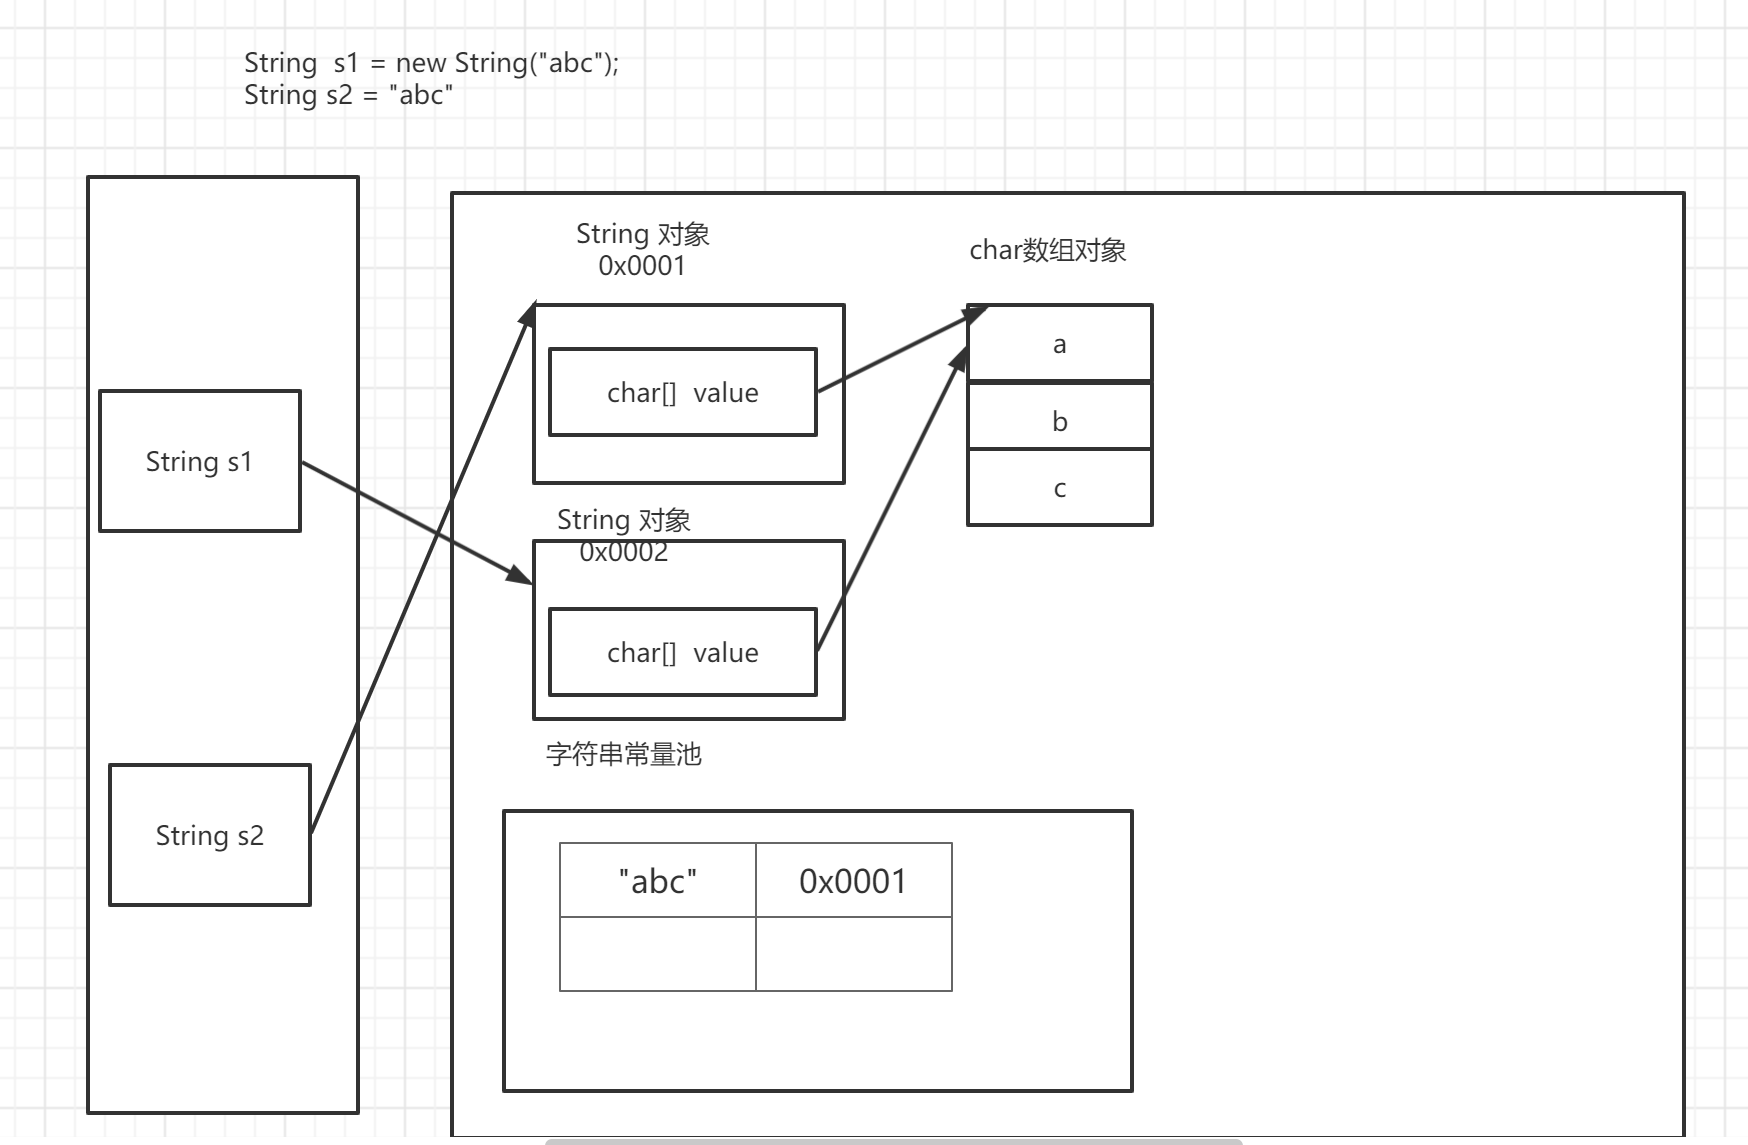 String  s1 = new String("abc");
String s2 = "abc"
String 对象
0x0001
char数组对象
char[]  value
a
b
c
String s1
String 对象
0x0002
char[]  value
字符串常量池
String s2
"abc" 0x0001